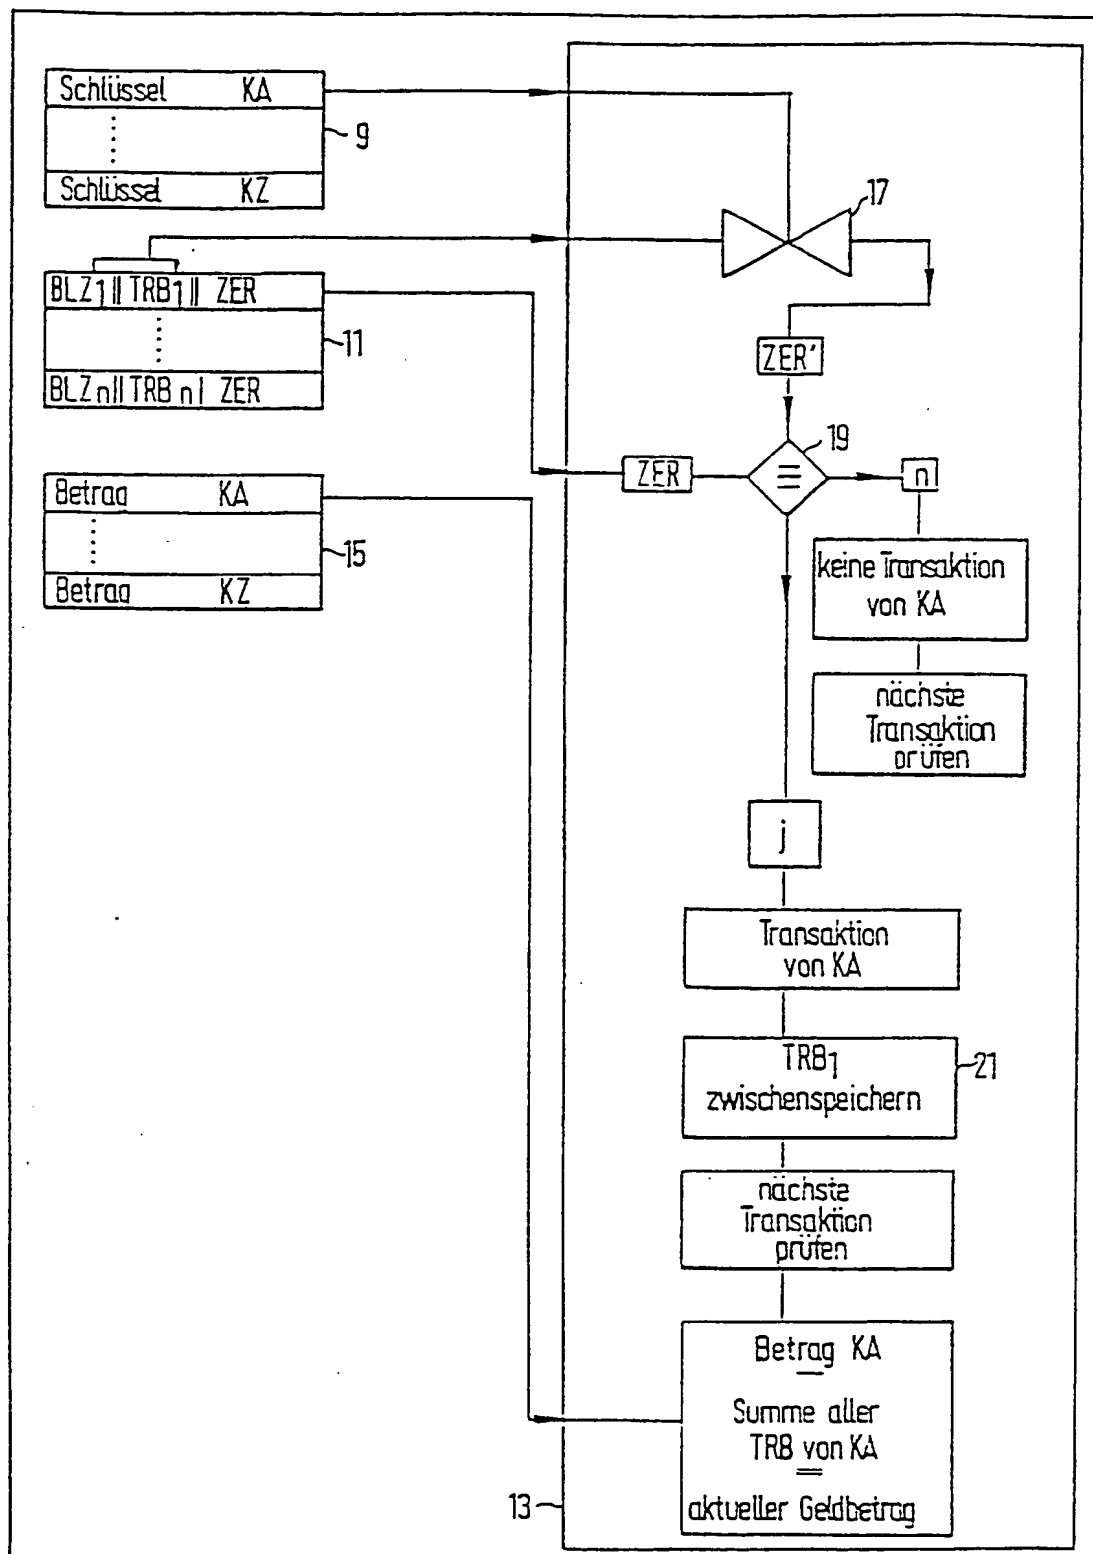 Schlüssel KA
9
Schlüssel KZ
17
BLZ1 || TRB1 || ZER
11
BLZn || TRB n | ZER
ZER'
19
ZER
=
n
Betrag KA
15
Betrag KZ
keine Transaktion
von KA
nächste
Transaktion
prüfen
j
Transaktion
von KA
TRB1
21
zwischenspeichern
nächste
Transaktion
prüfen
Betrag KA
—
Summe aller
TRB von KA
=
13
aktueller Geldbetrag